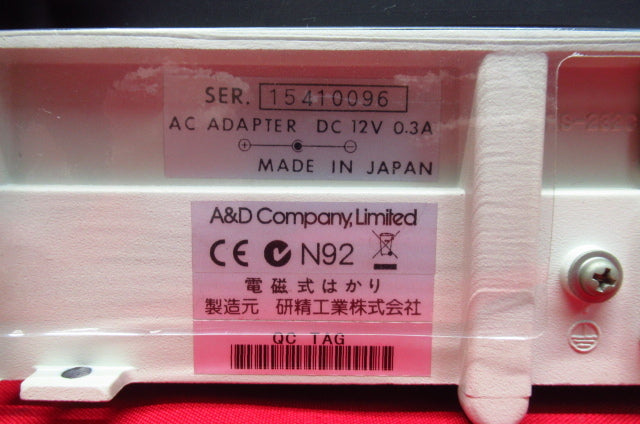 SER. 15410096
AC ADAPTER DC 12V 0.3A
MADE IN JAPAN
A&D Company, Limited
CE N92
電磁式はかり
製造元 研精工業株式会社
QC TAG